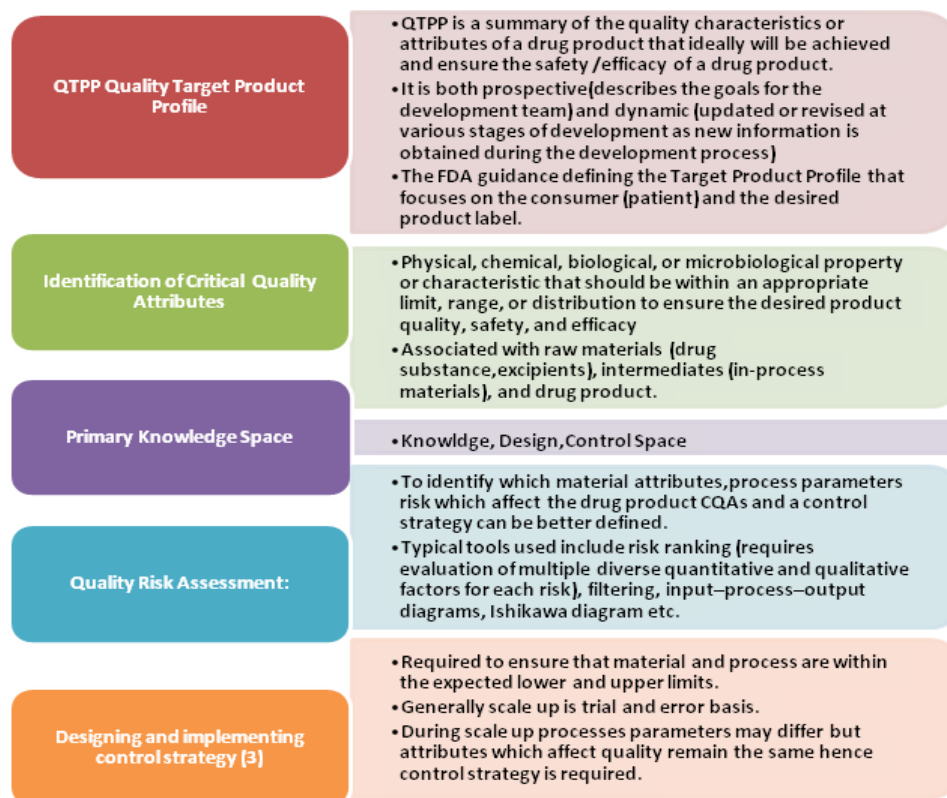 QTPP Quality Target Product
Profile
•QTPP is a summary of the quality characteristics or
attributes of a drug product that ideally will be achieved
and ensure the safety /efficacy of a drug product.
•It is both prospective(describes the goals for the
development team) and dynamic (updated or revised at
various stages of development as new information is
obtained during the development process)
•The FDA guidance defining the Target Product Profile that
focuses on the consumer (patient) and the desired
product label.
Identification of Critical Quality
Attributes
•Physical, chemical, biological, or microbiological property
or characteristic that should be within an appropriate
limit, range, or distribution to ensure the desired product
quality, safety, and efficacy
•Associated with raw materials (drug
substance,excipients), intermediates (in-process
materials), and drug product.
Primary Knowledge Space
•Knowldge, Design,Control Space
Quality Risk Assessment:
•To identify which material attributes,process parameters
risk which affect the drug product CQAs and a control
strategy can be better defined.
•Typical tools used include risk ranking (requires
evaluation of multiple diverse quantitative and qualitative
factors for each risk), filtering, input–process–output
diagrams, Ishikawa diagram etc.
Designing and implementing
control strategy (3)
•Required to ensure that material and process are within
the expected lower and upper limits.
•Generally scale up is trial and error basis.
•During scale up processes parameters may differ but
attributes which affect quality remain the same hence
control strategy is required.